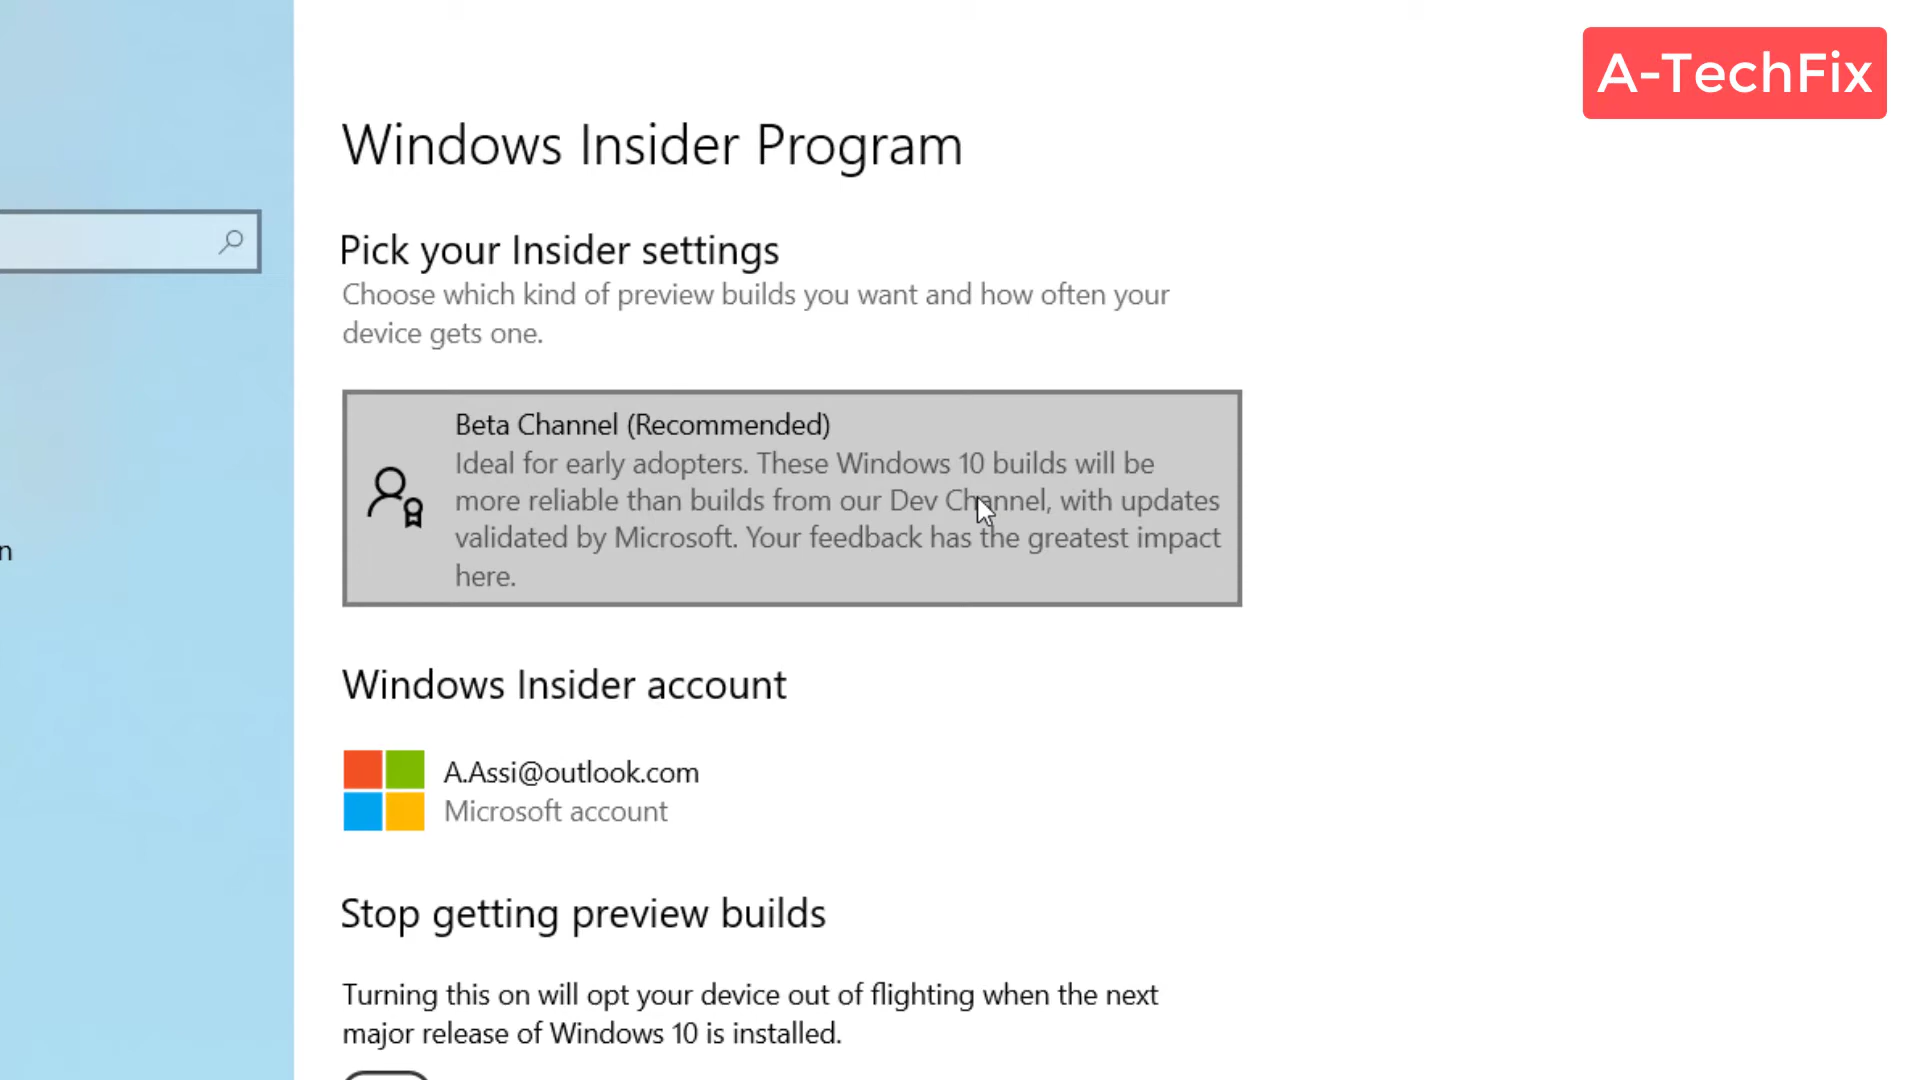 A-TechFix
Windows Insider Program
Pick your Insider settings
Choose which kind of preview builds you want and how often your
device gets one.
Beta Channel (Recommended)
Ideal for early adopters. These Windows 10 builds will be
more reliable than builds from our Dev Channel, with updates
validated by Microsoft. Your feedback has the greatest impact
here.
n
Windows Insider account
A.Assi@outlook.com
Microsoft account
Stop getting preview builds
Turning this on will opt your device out of flighting when the next
major release of Windows 10 is installed.